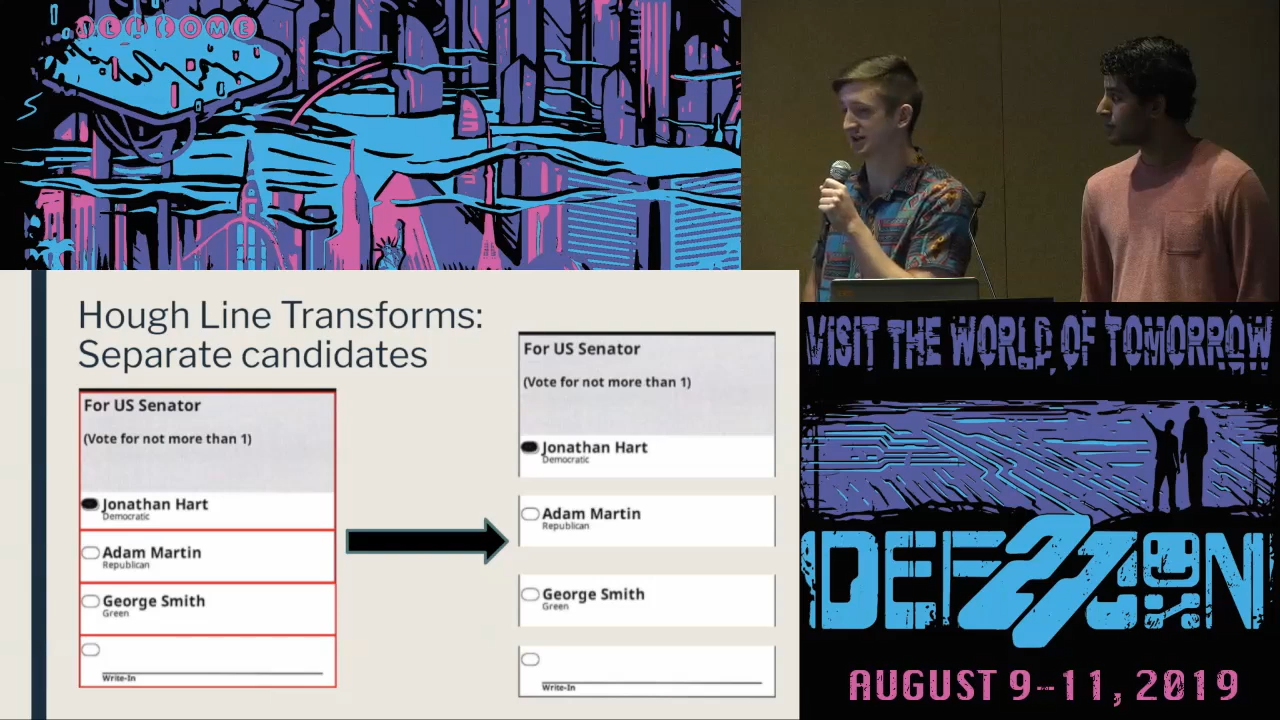 WELCOME
Hough Line Transforms:
Separate candidates
For US Senator
(Vote for not more than 1)
Jonathan Hart
Democratic
Adam Martin
Republican
George Smith
Green
Write-In
For US Senator
(Vote for not more than 1)
Jonathan Hart
Democratic
Adam Martin
Republican
George Smith
Green
Write-In
VISIT THE WORLD OF TOMORROW
DEF27CON
AUGUST 9--11, 2019